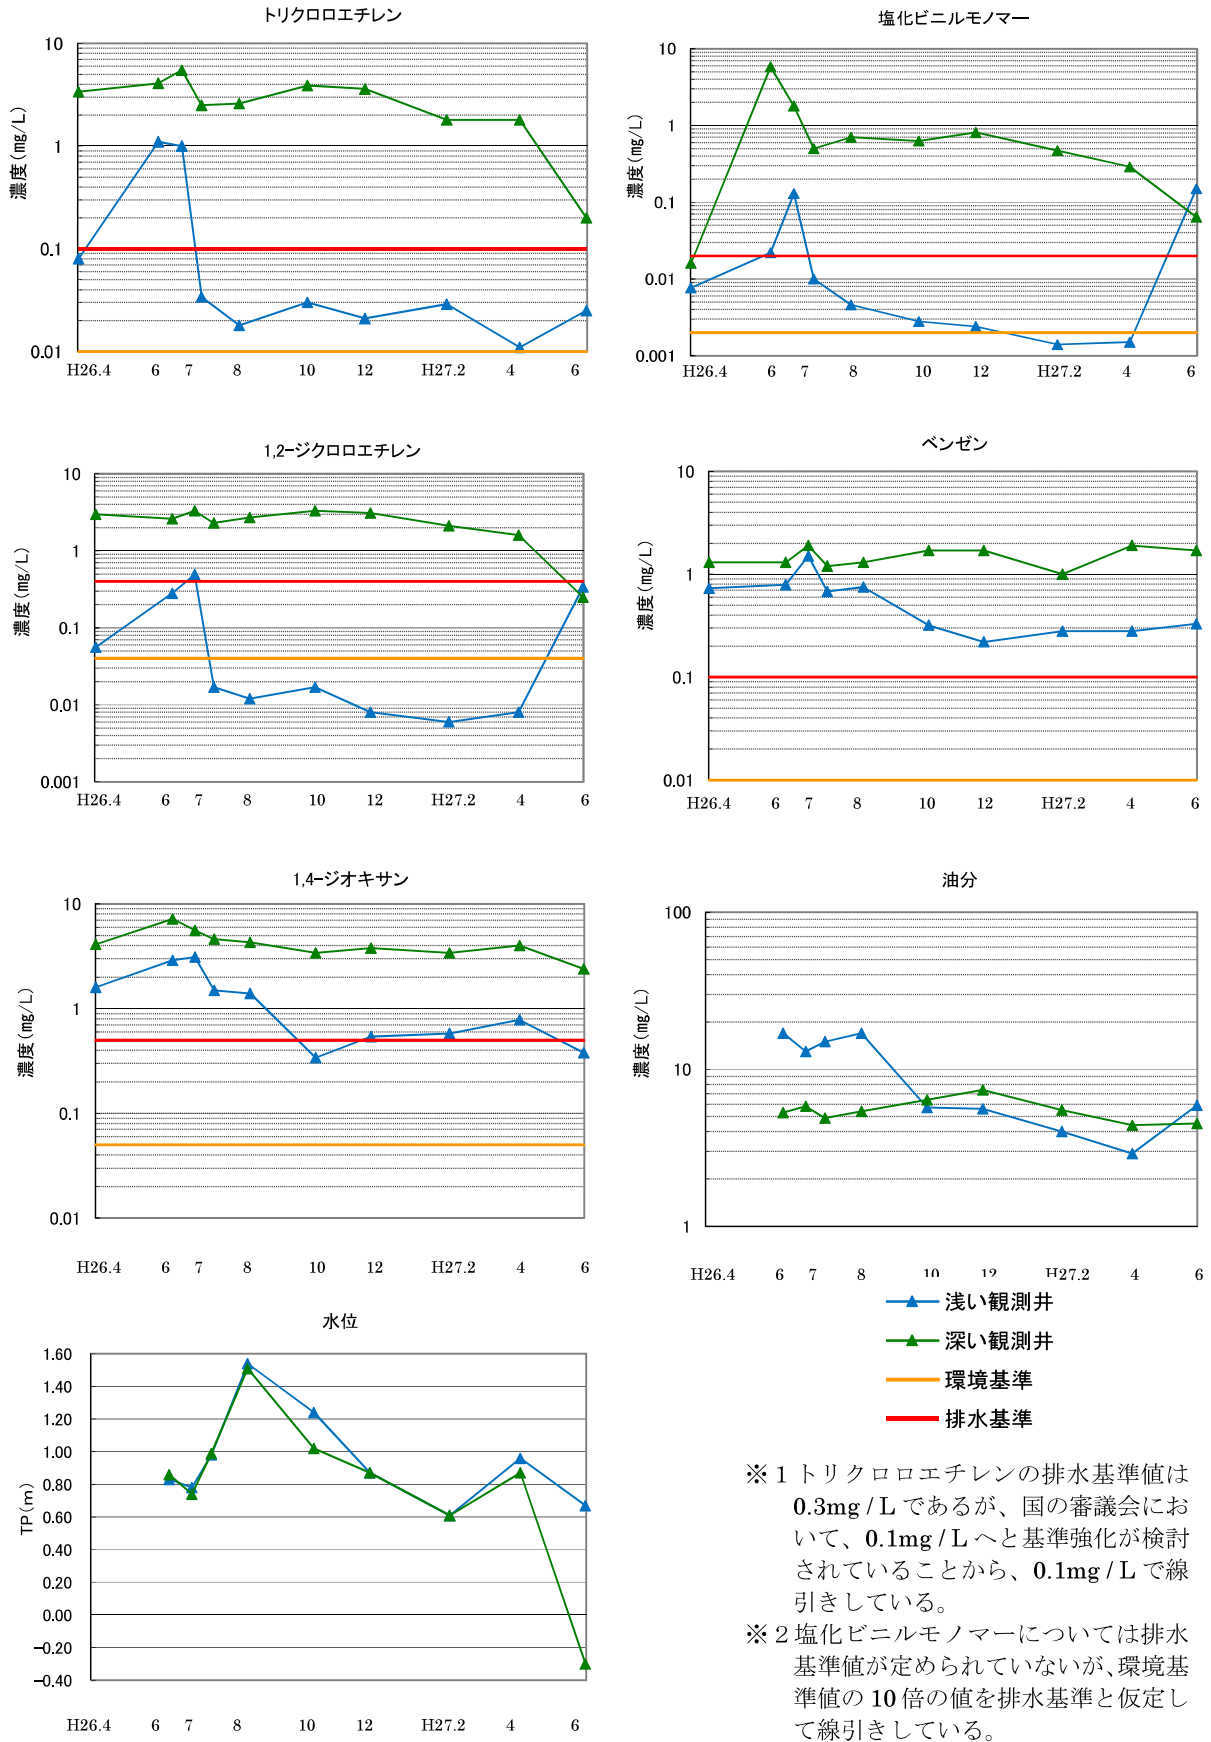 トリクロロエチレン
濃度(mg/L)
10
1
0.1
0.01
H26.4 6 7 8 10 12 H27.2 4 6
塩化ビニルモノマー
濃度(mg/L)
10
1
0.1
0.01
0.001
H26.4 6 7 8 10 12 H27.2 4 6
1,2-ジクロロエチレン
濃度(mg/L)
10
1
0.1
0.01
0.001
H26.4 6 7 8 10 12 H27.2 4 6
ベンゼン
濃度(mg/L)
10
1
0.1
0.01
H26.4 6 7 8 10 12 H27.2 4 6
1,4-ジオキサン
濃度(mg/L)
10
1
0.1
0.01
H26.4 6 7 8 10 12 H27.2 4 6
油分
濃度(mg/L)
100
10
1
H26.4 6 7 8 10 12 H27.2 4 6
水位
TP(m)
1.60
1.40
1.20
1.00
0.80
0.60
0.40
0.20
0.00
-0.20
-0.40
H26.4 6 7 8 10 12 H27.2 4 6
浅い観測井
深い観測井
環境基準
排水基準
※1トリクロロエチレンの排水基準値は
0.3mg / L であるが、国の審議会にお
いて、0.1mg / L へと基準強化が検討
されていることから、0.1mg / L で線
引きしている。
※2塩化ビニルモノマーについては排水
基準値が定められていないが、環境基
準値の 10 倍の値を排水基準と仮定し
て線引きしている。